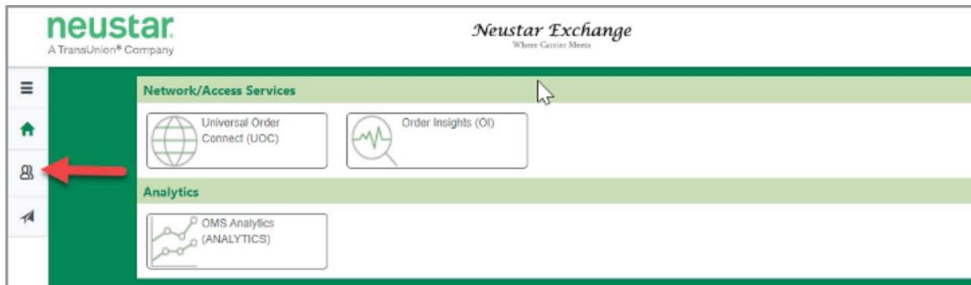 neustar
A TransUnion® Company
Neustar Exchange
Where Carrier Meets
Network/Access Services
Universal Order
Connect (UOC)
Order Insights (OI)
Analytics
OMS Analytics
(ANALYTICS)